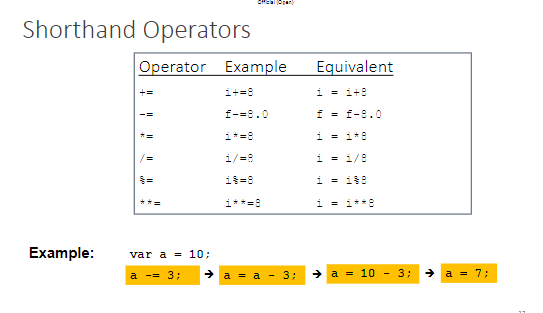 Official (Open)
Shorthand Operators
Operator Example Equivalent
+= i+=8 i = i+8
-= f-=8.0 f = f-8.0
*= i*=8 i = i*8
/= i/=8 i = i/8
%= i%=8 i = i%8
**= i**=8 i = i**8
Example: var a = 10;
a -= 3; → a = a - 3; → a = 10 - 3; → a = 7;